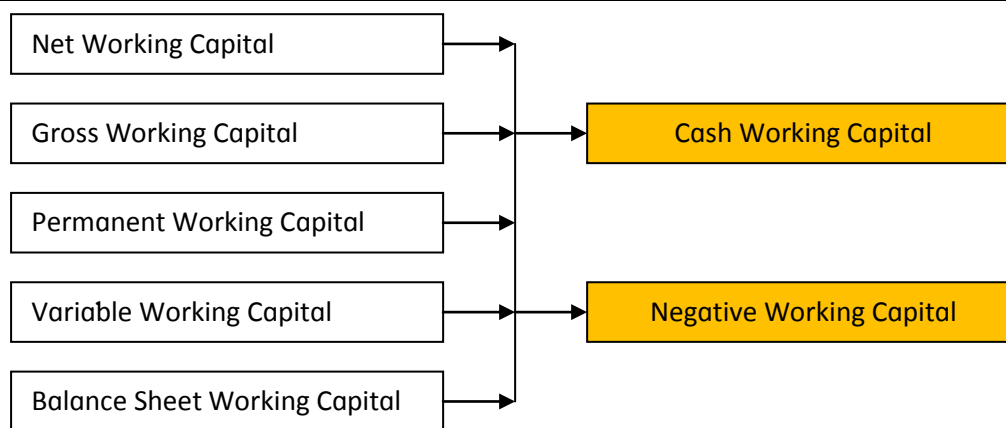 Net Working Capital
Gross Working Capital
Cash Working Capital
Permanent Working Capital
Variable Working Capital
Negative Working Capital
Balance Sheet Working Capital